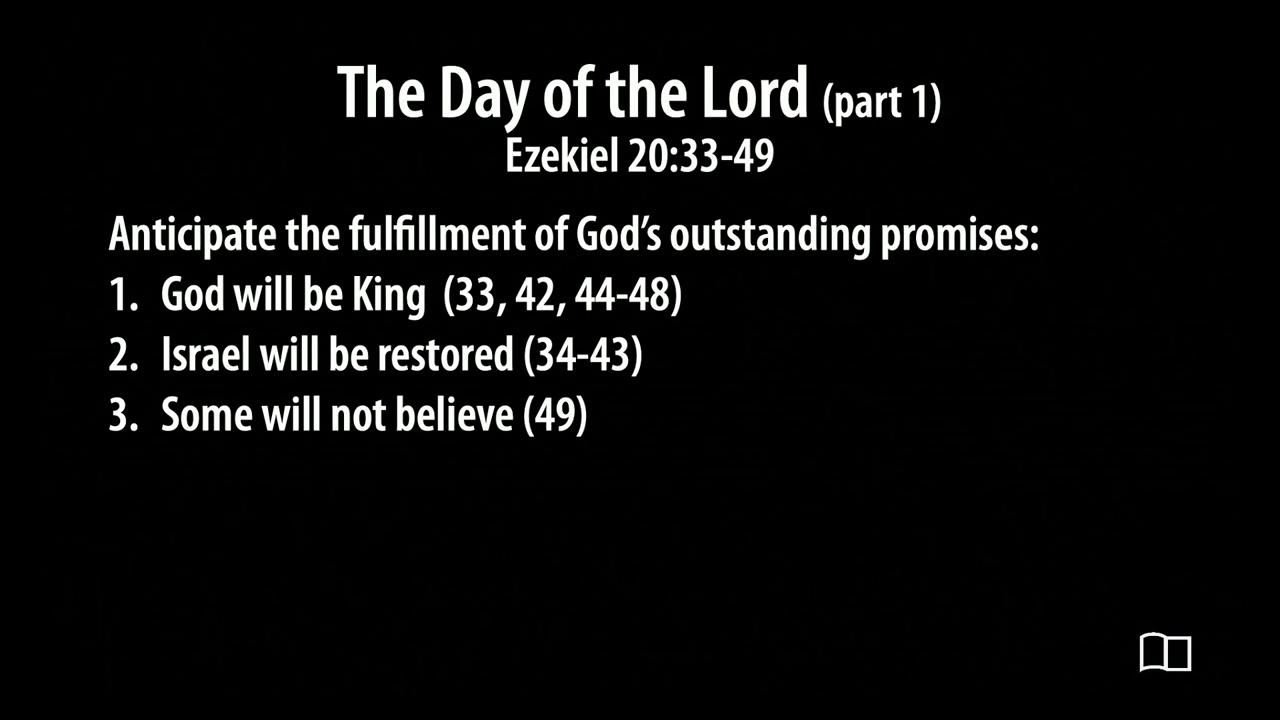 The Day of the Lord (part 1)
Ezekiel 20:33-49
Anticipate the fulfillment of God’s outstanding promises:
1. God will be King (33, 42, 44-48)
2. Israel will be restored (34-43)
3. Some will not believe (49)